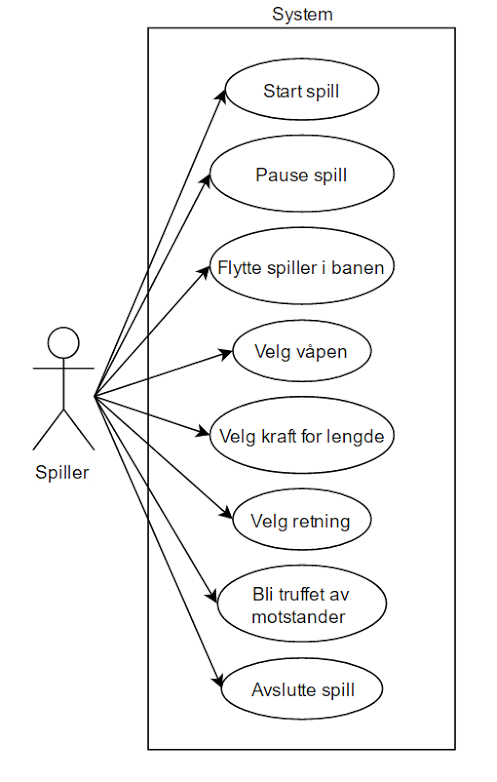 System
Start spill
Pause spill
Flytte spiller i banen
Velg våpen
Velg kraft for lengde
Spiller
Velg retning
Bli truffet av
motstander
Avslutte spill